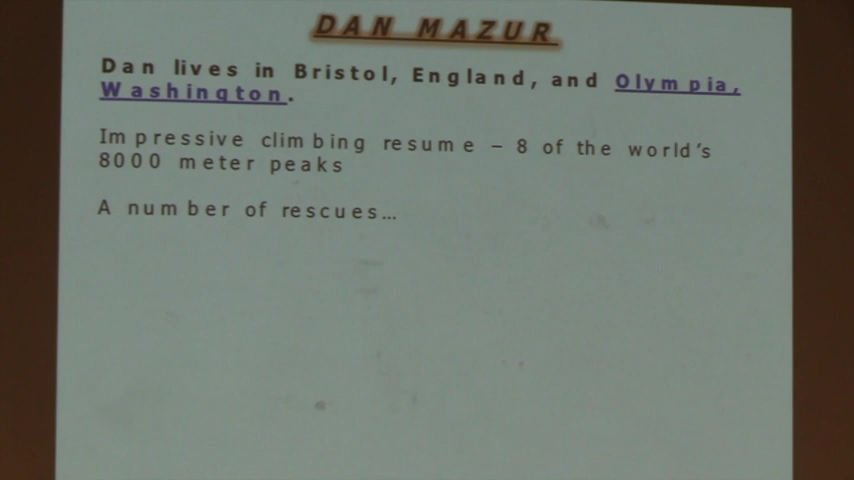 DAN MAZUR
Dan lives in Bristol, England, and Olympia,
Washington.
Impressive climbing resume – 8 of the world's
8000 meter peaks
A number of rescues…